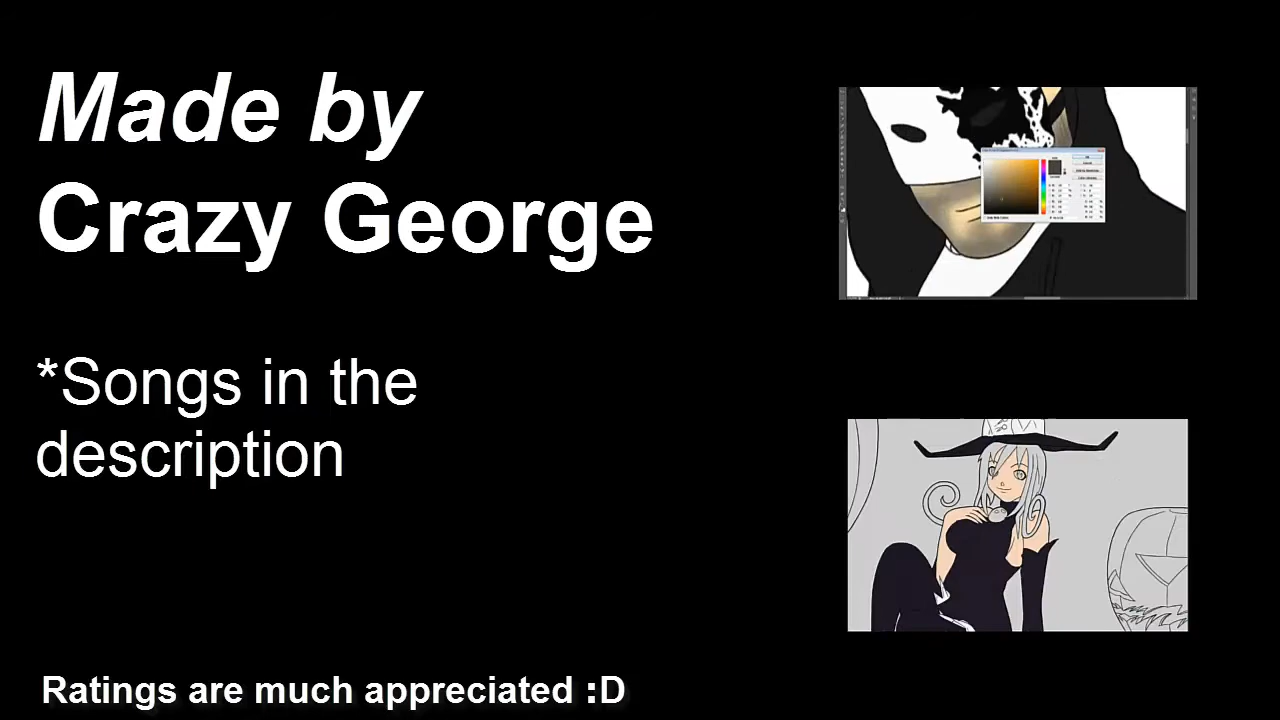 Made by
Crazy George
*Songs in the
description
Ratings are much appreciated :D